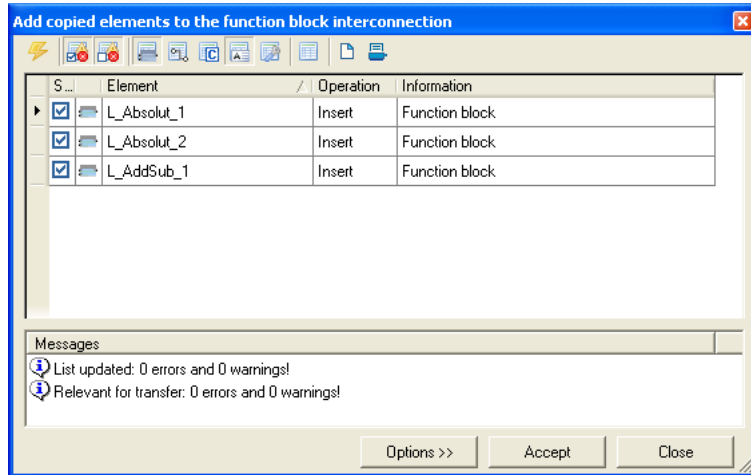 Add copied elements to the function block interconnection
S... Element Operation Information
L_Absolut_1 Insert Function block
L_Absolut_2 Insert Function block
L_AddSub_1 Insert Function block
Messages
List updated: 0 errors and 0 warnings!
Relevant for transfer: 0 errors and 0 warnings!
Options >> Accept Close